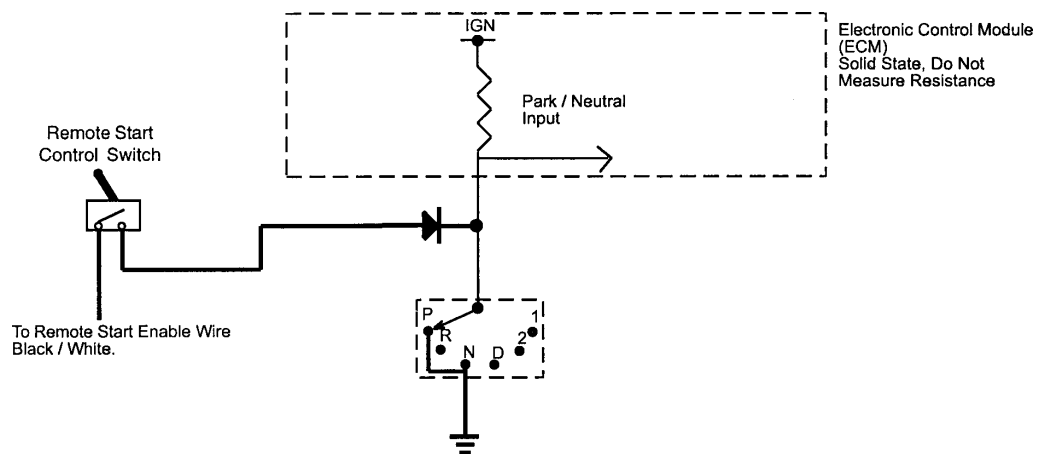 IGN
Electronic Control Module
(ECM)
Solid State, Do Not
Measure Resistance
Park / Neutral
Input
Remote Start
Control Switch
To Remote Start Enable Wire
Black / White.
P
R
N
D
2
1